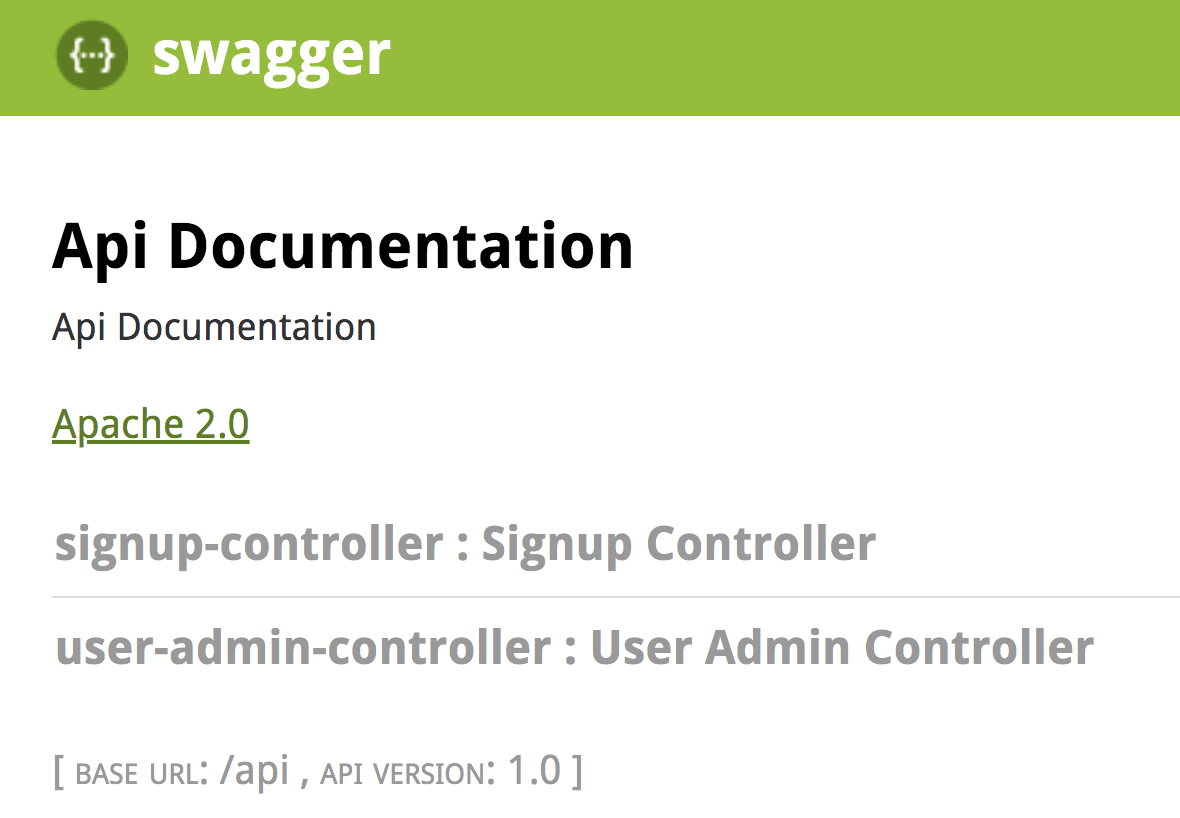 {···} swagger
Api Documentation
Api Documentation
Apache 2.0
signup-controller : Signup Controller
user-admin-controller : User Admin Controller
[ BASE URL: /api , API VERSION: 1.0 ]